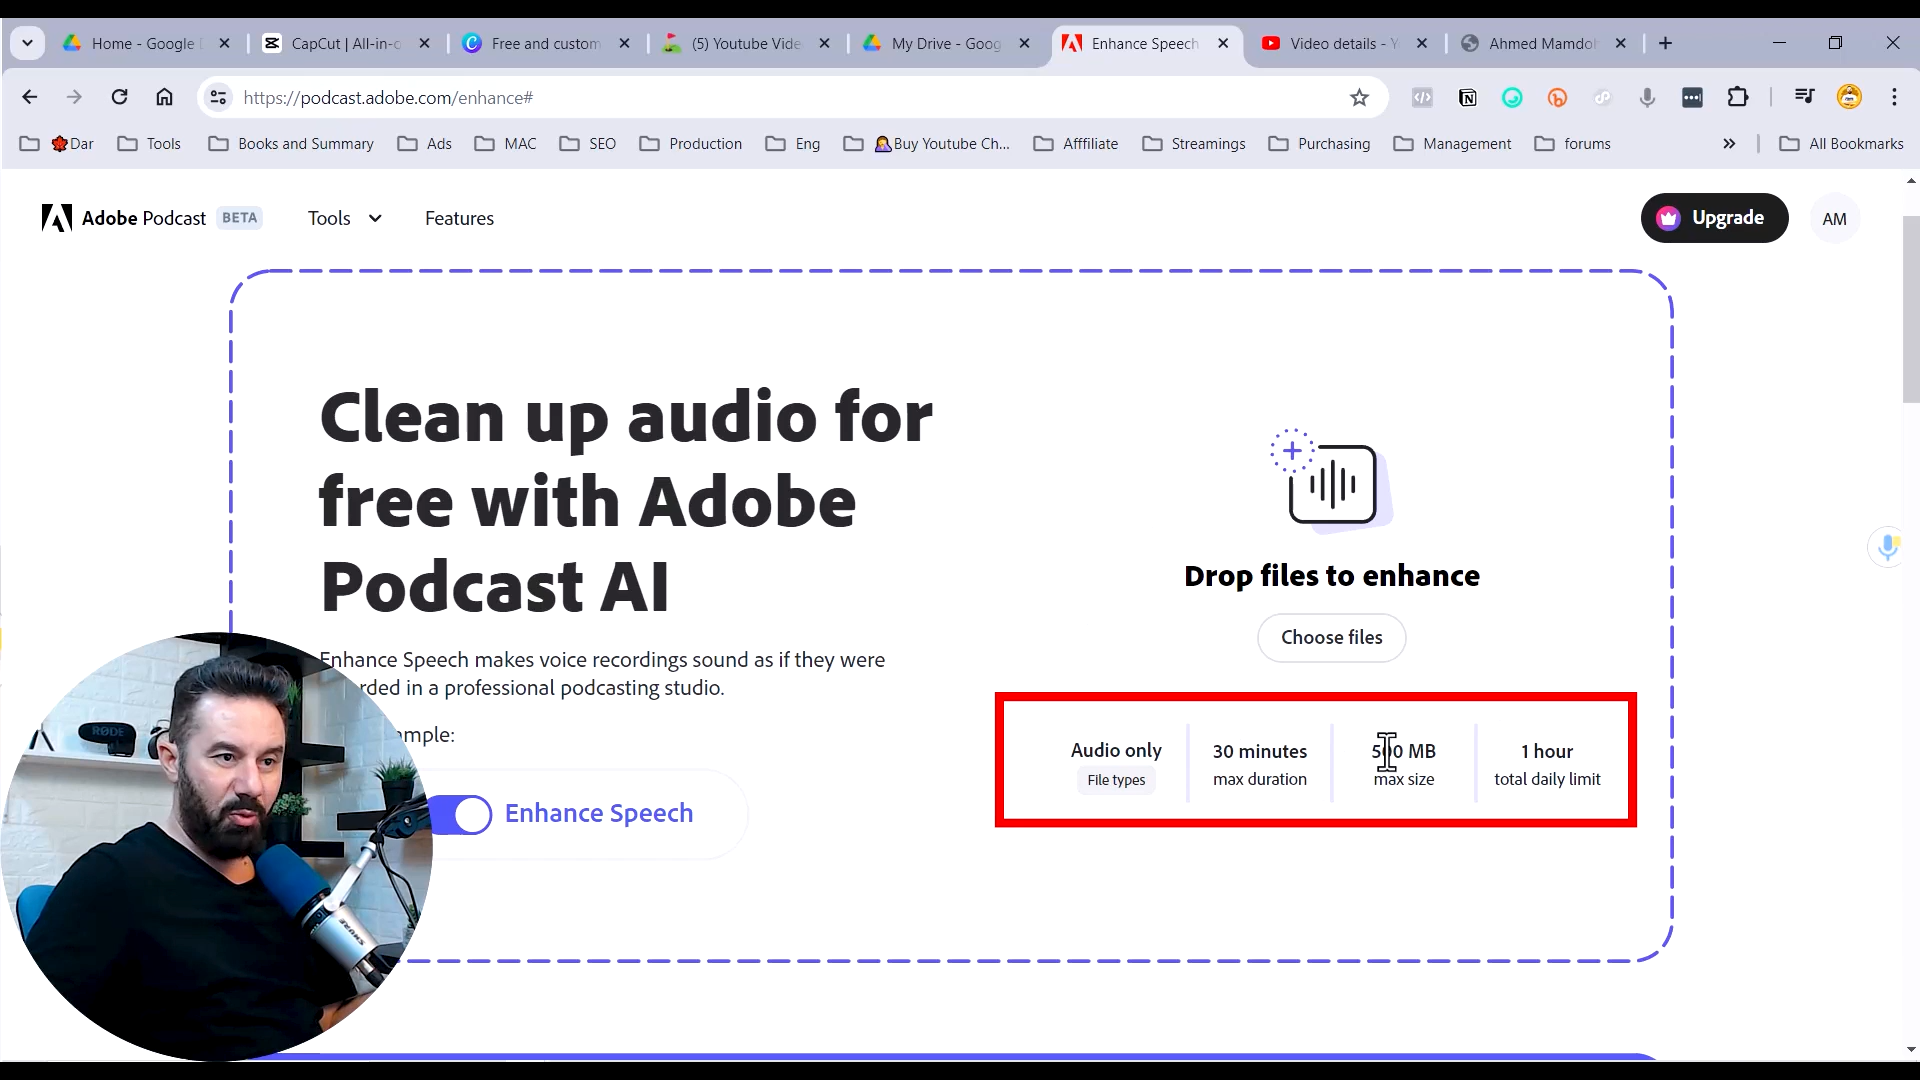 Home - Google
CapCut | All-in-o
Free and custom
(5) Youtube Vide
My Drive - Goog
Enhance Speech
Video details - Y
Ahmed Mamdoh
https://podcast.adobe.com/enhance#
Dar
Tools
Books and Summary
Ads
MAC
SEO
Production
Eng
Buy Youtube Ch...
Afffiliate
Streamings
Purchasing
Management
forums
All Bookmarks
Adobe Podcast BETA
Tools
Features
Upgrade
AM
Clean up audio for
free with Adobe
Podcast AI
Enhance Speech makes voice recordings sound as if they were
rded in a professional podcasting studio.
mple:
Enhance Speech
Drop files to enhance
Choose files
Audio only
File types
30 minutes
max duration
500 MB
max size
1 hour
total daily limit
RØDE
SHURE